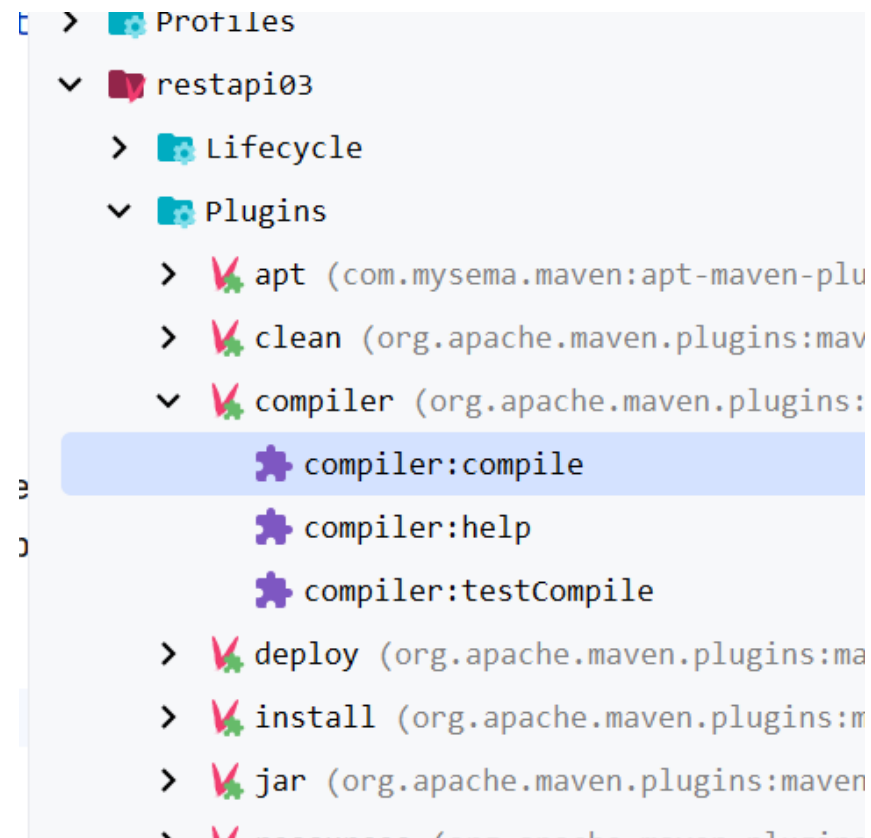 Profiles
restapi03
Lifecycle
Plugins
apt (com.mysema.maven:apt-maven-plu
clean (org.apache.maven.plugins:mav
compiler (org.apache.maven.plugins:
compiler:compile
compiler:help
compiler:testCompile
deploy (org.apache.maven.plugins:ma
install (org.apache.maven.plugins:m
jar (org.apache.maven.plugins:maven